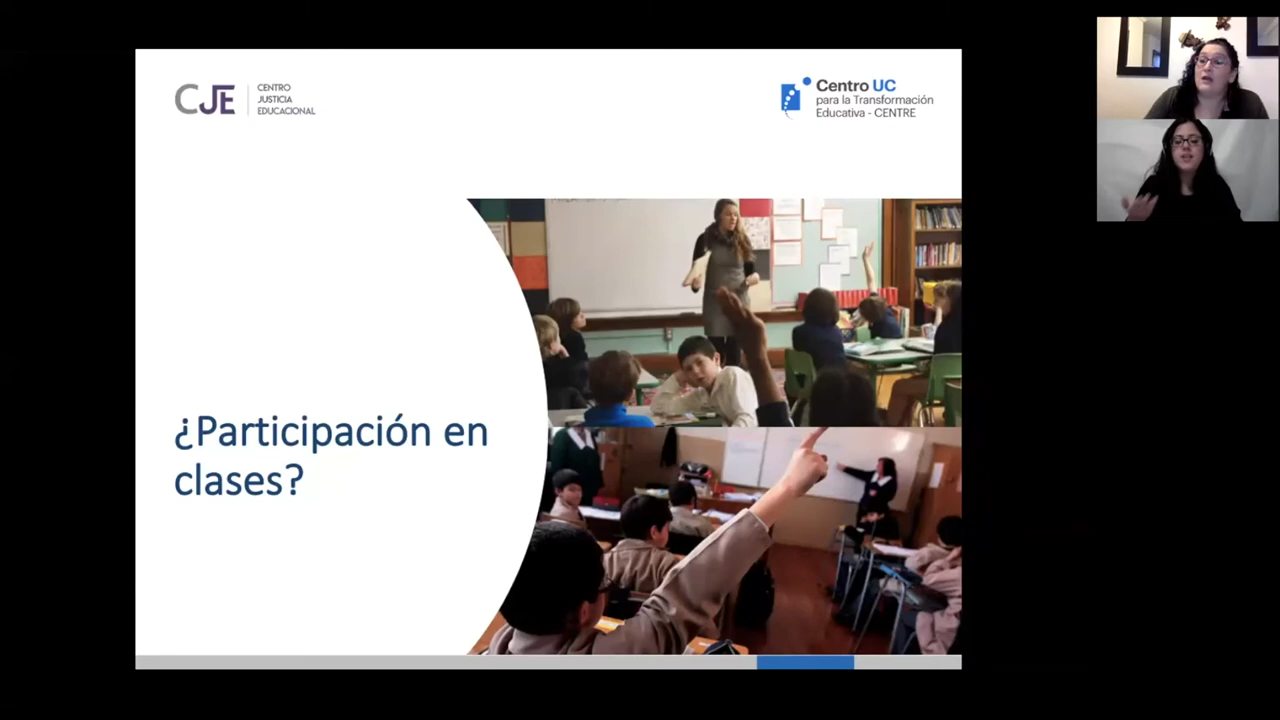 CJE
CENTRO
JUSTICIA
EDUCACIONAL
Centro UC
para la Transformación
Educativa - CENTRE
¿Participación en
clases?